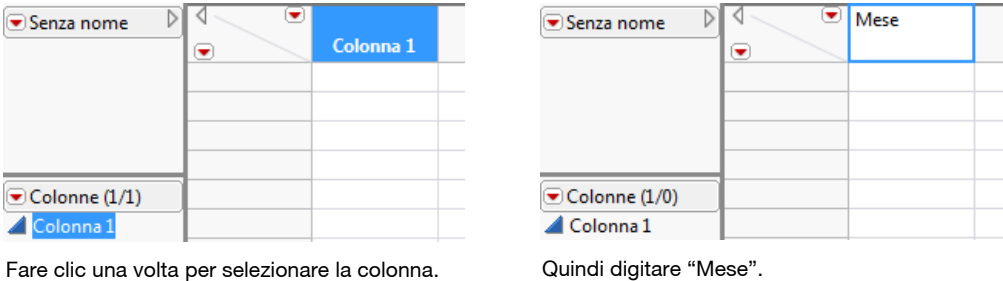 Senza nome
Colonna 1
Colonne (1/1)
Colonna 1
Fare clic una volta per selezionare la colonna.
Senza nome
Mese
Colonne (1/0)
Colonna 1
Quindi digitare “Mese”.